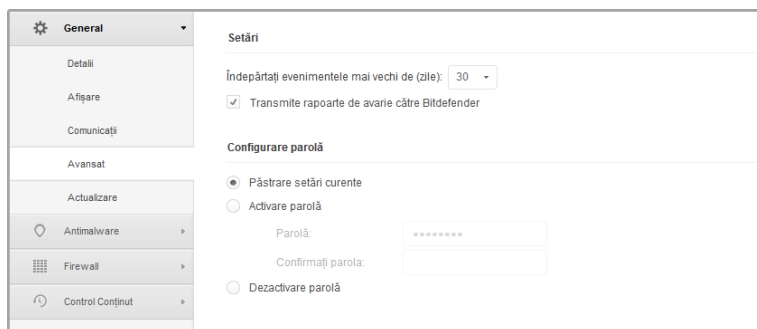 General
Detalii
Afișare
Comunicații
Avansat
Actualizare
Antimalware
Firewall
Control Conținut
Setări
Îndepărtați evenimentele mai vechi de (zile): 30
Transmite rapoarte de avarie către Bitdefender
Configurare parolă
Păstrare setări curente
Activare parolă
Parolă: ••••••••
Confirmați parola:
Dezactivare parolă